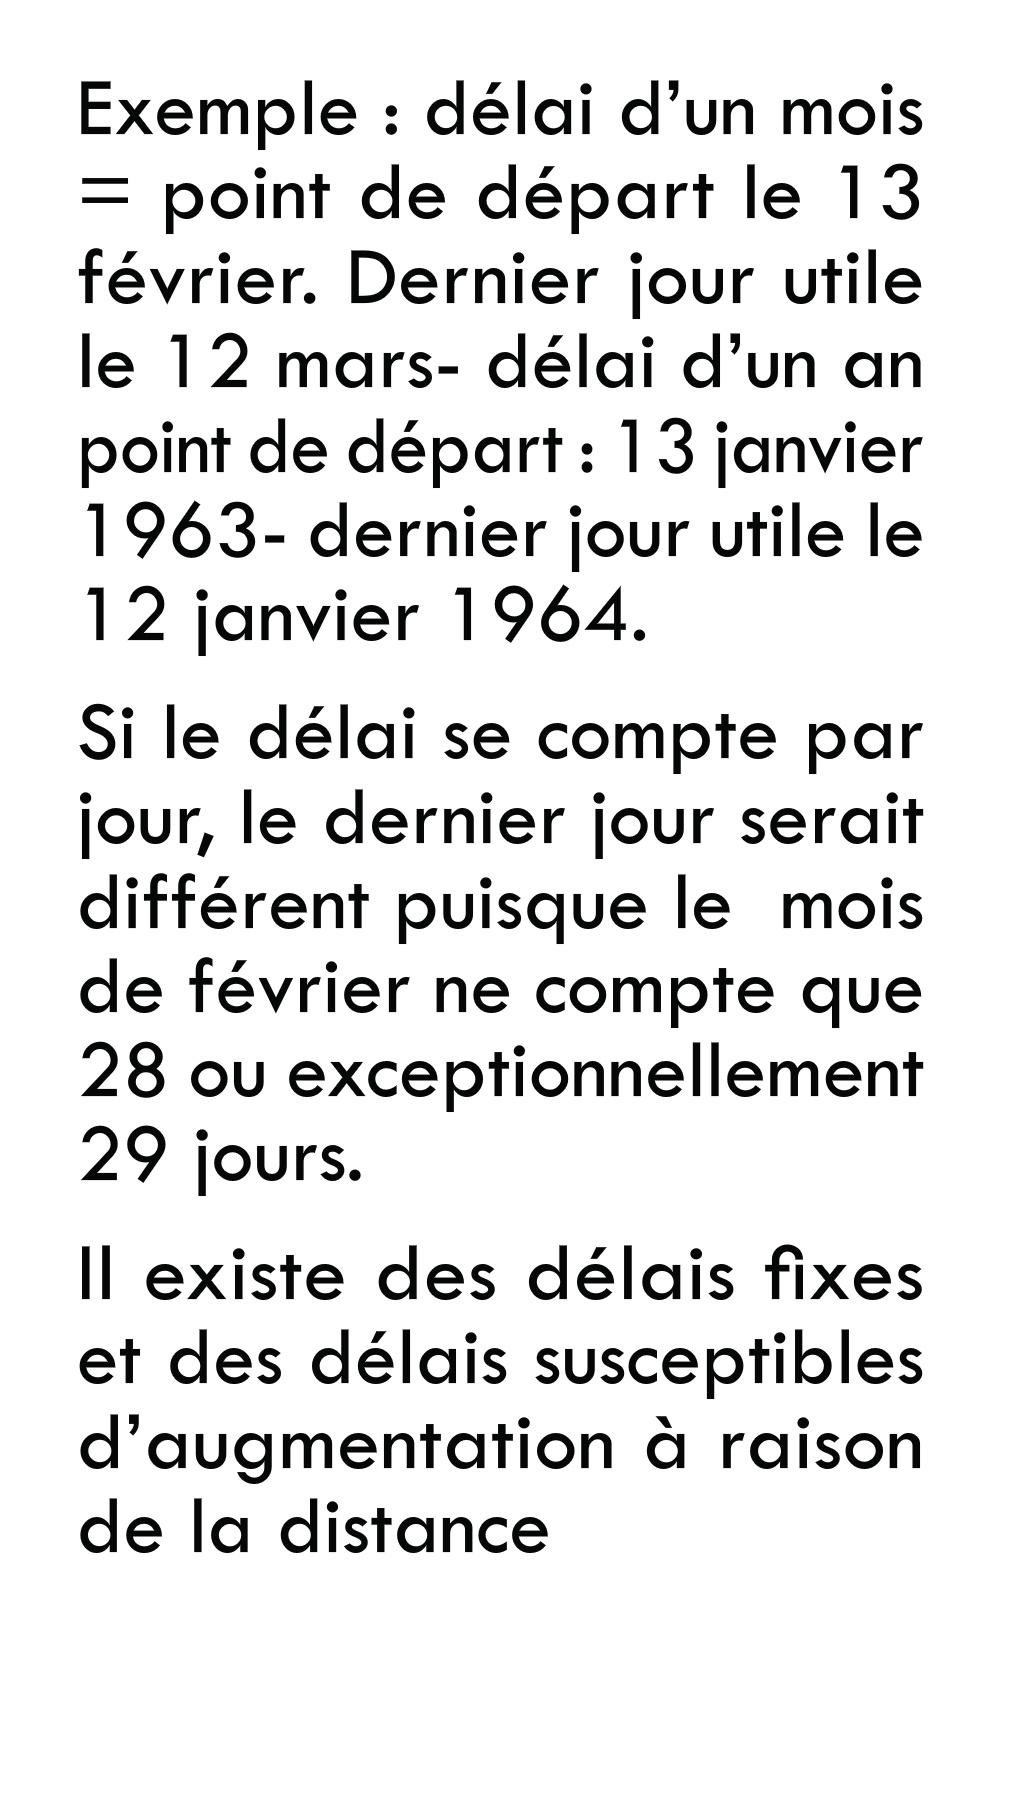 Exemple : délai d’un mois
= point de départ le 13
février. Dernier jour utile
le 12 mars- délai d’un an
point de départ : 13 janvier
1963- dernier jour utile le
12 janvier 1964.
Si le délai se compte par
jour, le dernier jour serait
différent puisque le  mois
de février ne compte que
28 ou exceptionnellement
29 jours.
Il existe des délais fixes
et des délais susceptibles
d’augmentation à raison
de la distance